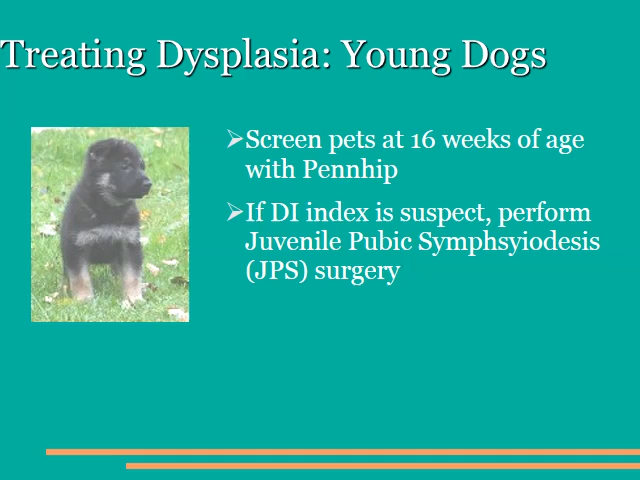 Treating Dysplasia: Young Dogs
Screen pets at 16 weeks of age
with Pennhip
If DI index is suspect, perform
Juvenile Pubic Symphsyiodesis
(JPS) surgery